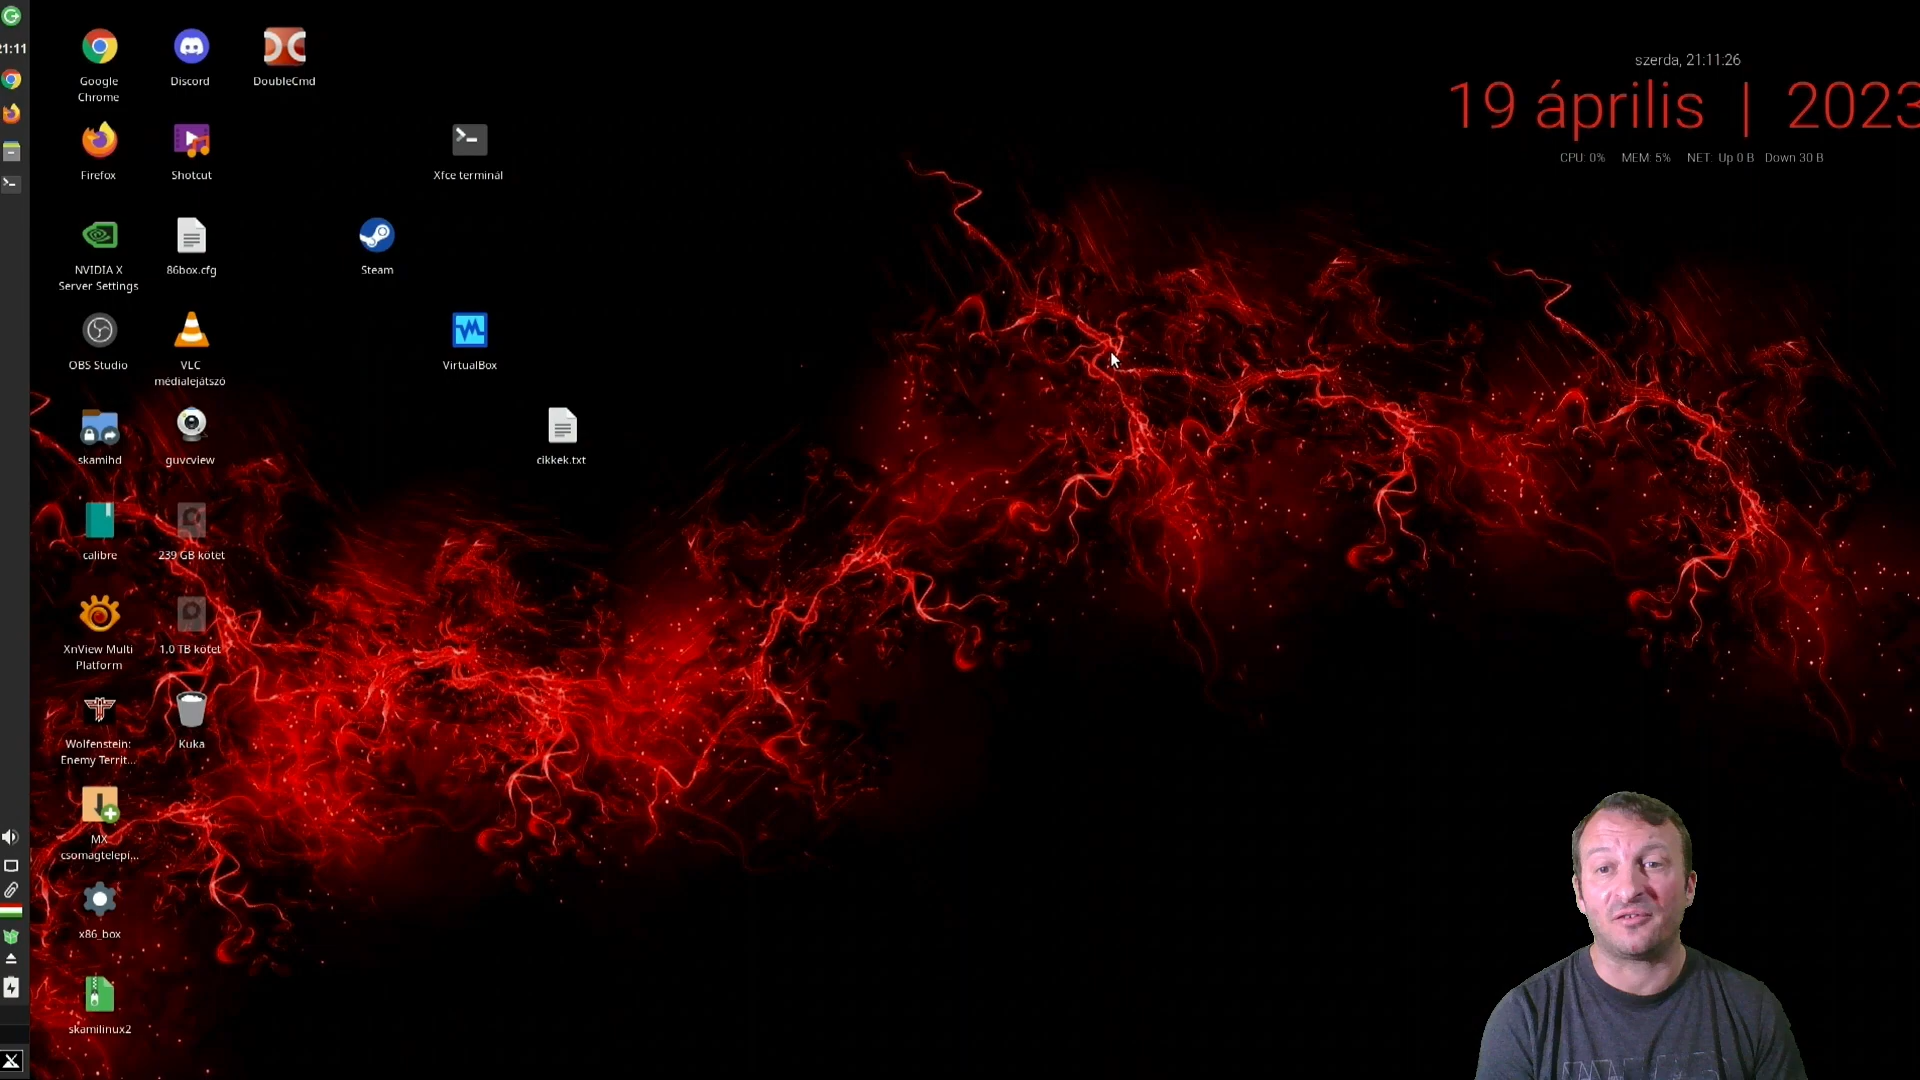 21:11
szerda, 21:11:26
19 április | 2023
CPU: 0% MEM: 5% NET: Up 0 B Down 30 B
Google
Chrome
Discord
DoubleCmd
Firefox
Shotcut
Xfce terminál
NVIDIA X
Server Settings
86box.cfg
Steam
OBS Studio
VLC
médialejátszó
VirtualBox
skamihd
guvcview
cikkek.txt
calibre
239 GB kötet
XnView Multi
Platform
1.0 TB kötet
Wolfenstein:
Enemy Territ...
Kuka
MX
csomagtelepí...
x86_box
skamilinux2